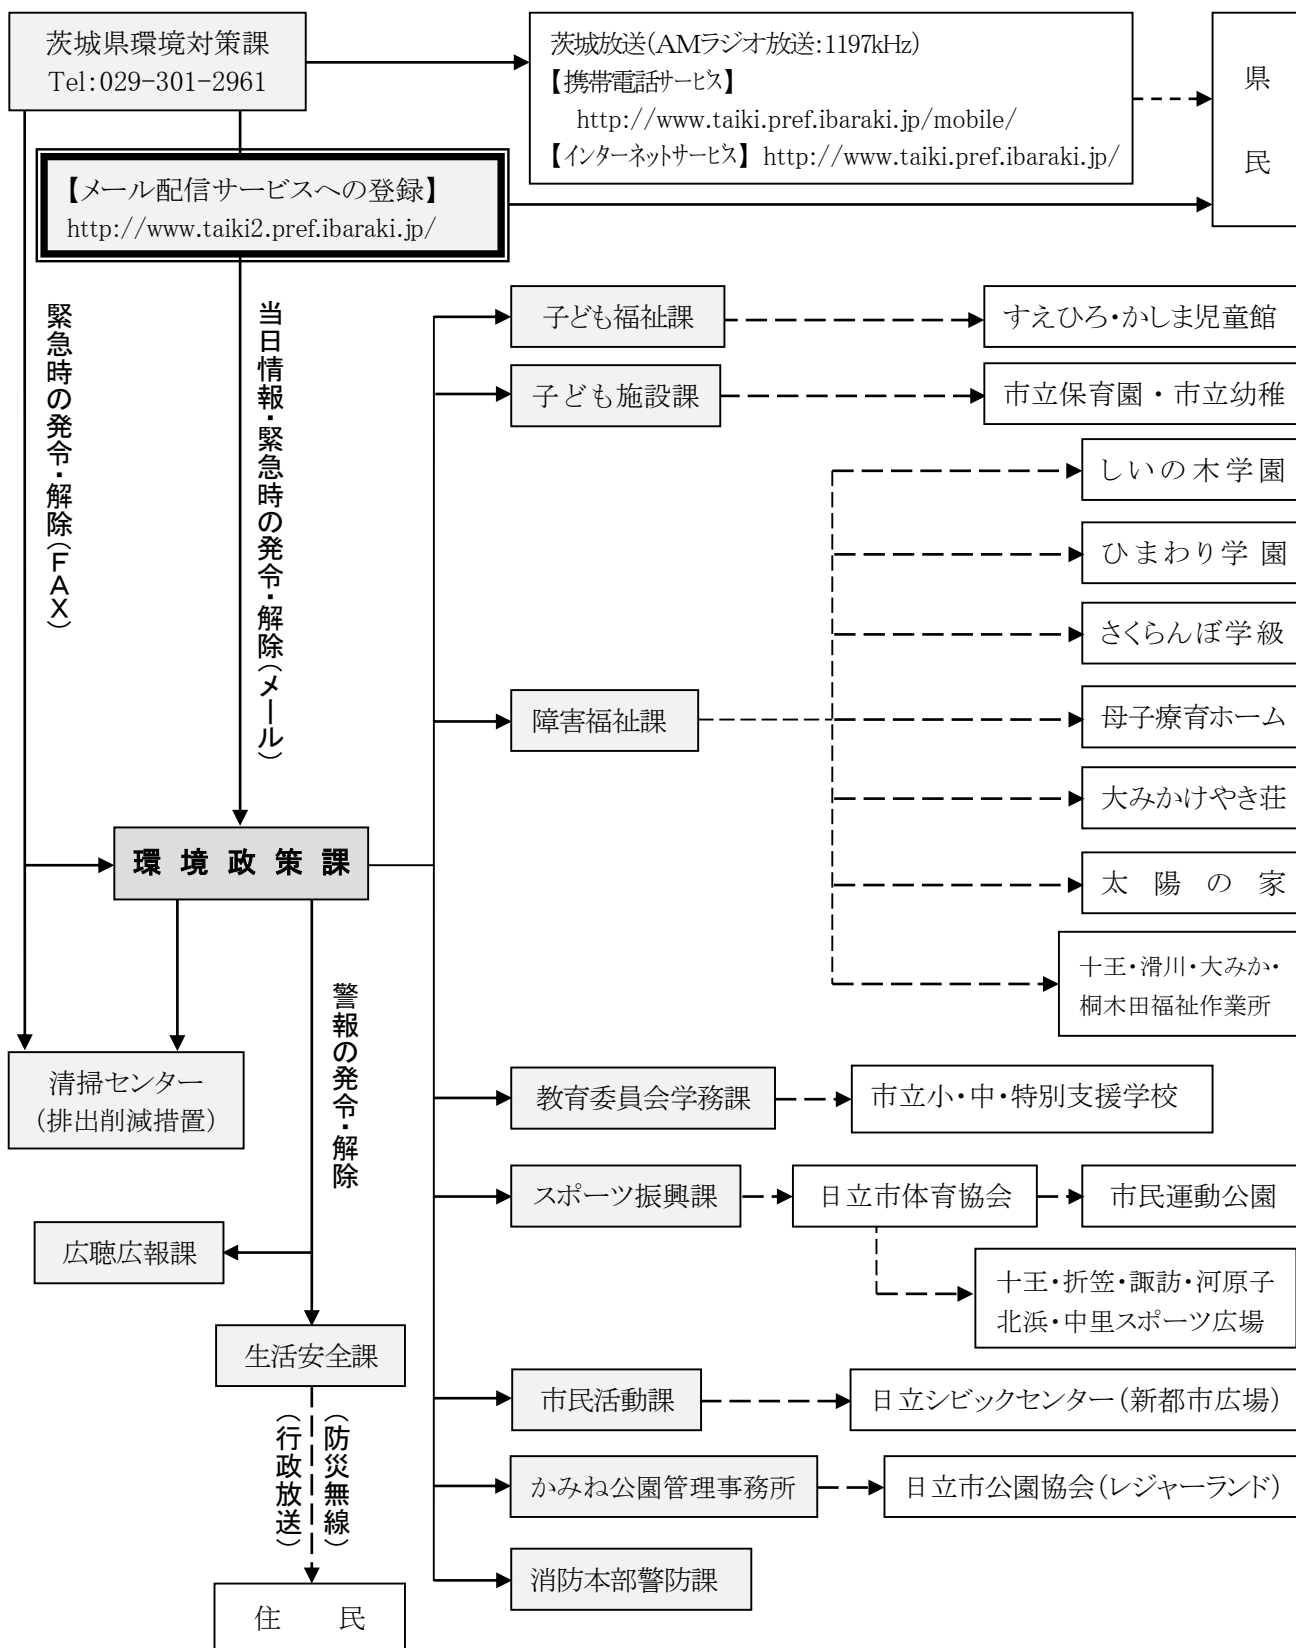 茨城県環境対策課
Tel:029-301-2961
茨城放送(AMラジオ放送:1197kHz)
【携帯電話サービス】
http://www.taiki.pref.ibaraki.jp/mobile/
【インターネットサービス】 http://www.taiki.pref.ibaraki.jp/
県民
【メール配信サービスへの登録】
http://www.taiki2.pref.ibaraki.jp/
緊急時の発令・解除(FAX)
当日情報・緊急時の発令・解除(メール)
子ども福祉課
すえひろ・かしま児童館
子ども施設課
市立保育園・市立幼稚
しいの木学園
ひまわり学園
さくらんぼ学級
障害福祉課
母子療育ホーム
大みかけやき荘
環境政策課
太陽の家
十王・滑川・大みか・
桐木田福祉作業所
警報の発令・解除
清掃センター
(排出削減措置)
教育委員会学務課
市立小・中・特別支援学校
スポーツ振興課
日立市体育協会
市民運動公園
広聴広報課
十王・折笠・諏訪・河原子
北浜・中里スポーツ広場
生活安全課
市民活動課
日立シビックセンター(新都市広場)
(防災無線)
(行政放送)
かみね公園管理事務所
日立市公園協会(レジャーランド)
消防本部警防課
住民